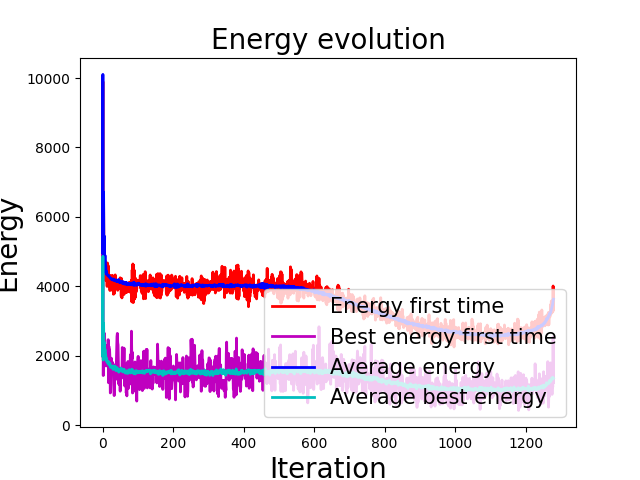 Energy evolution
10000
8000
6000
4000
2000
0
Energy
Energy first time
Best energy first time
Average energy
Average best energy
0 200 400 600 800 1000 1200
Iteration